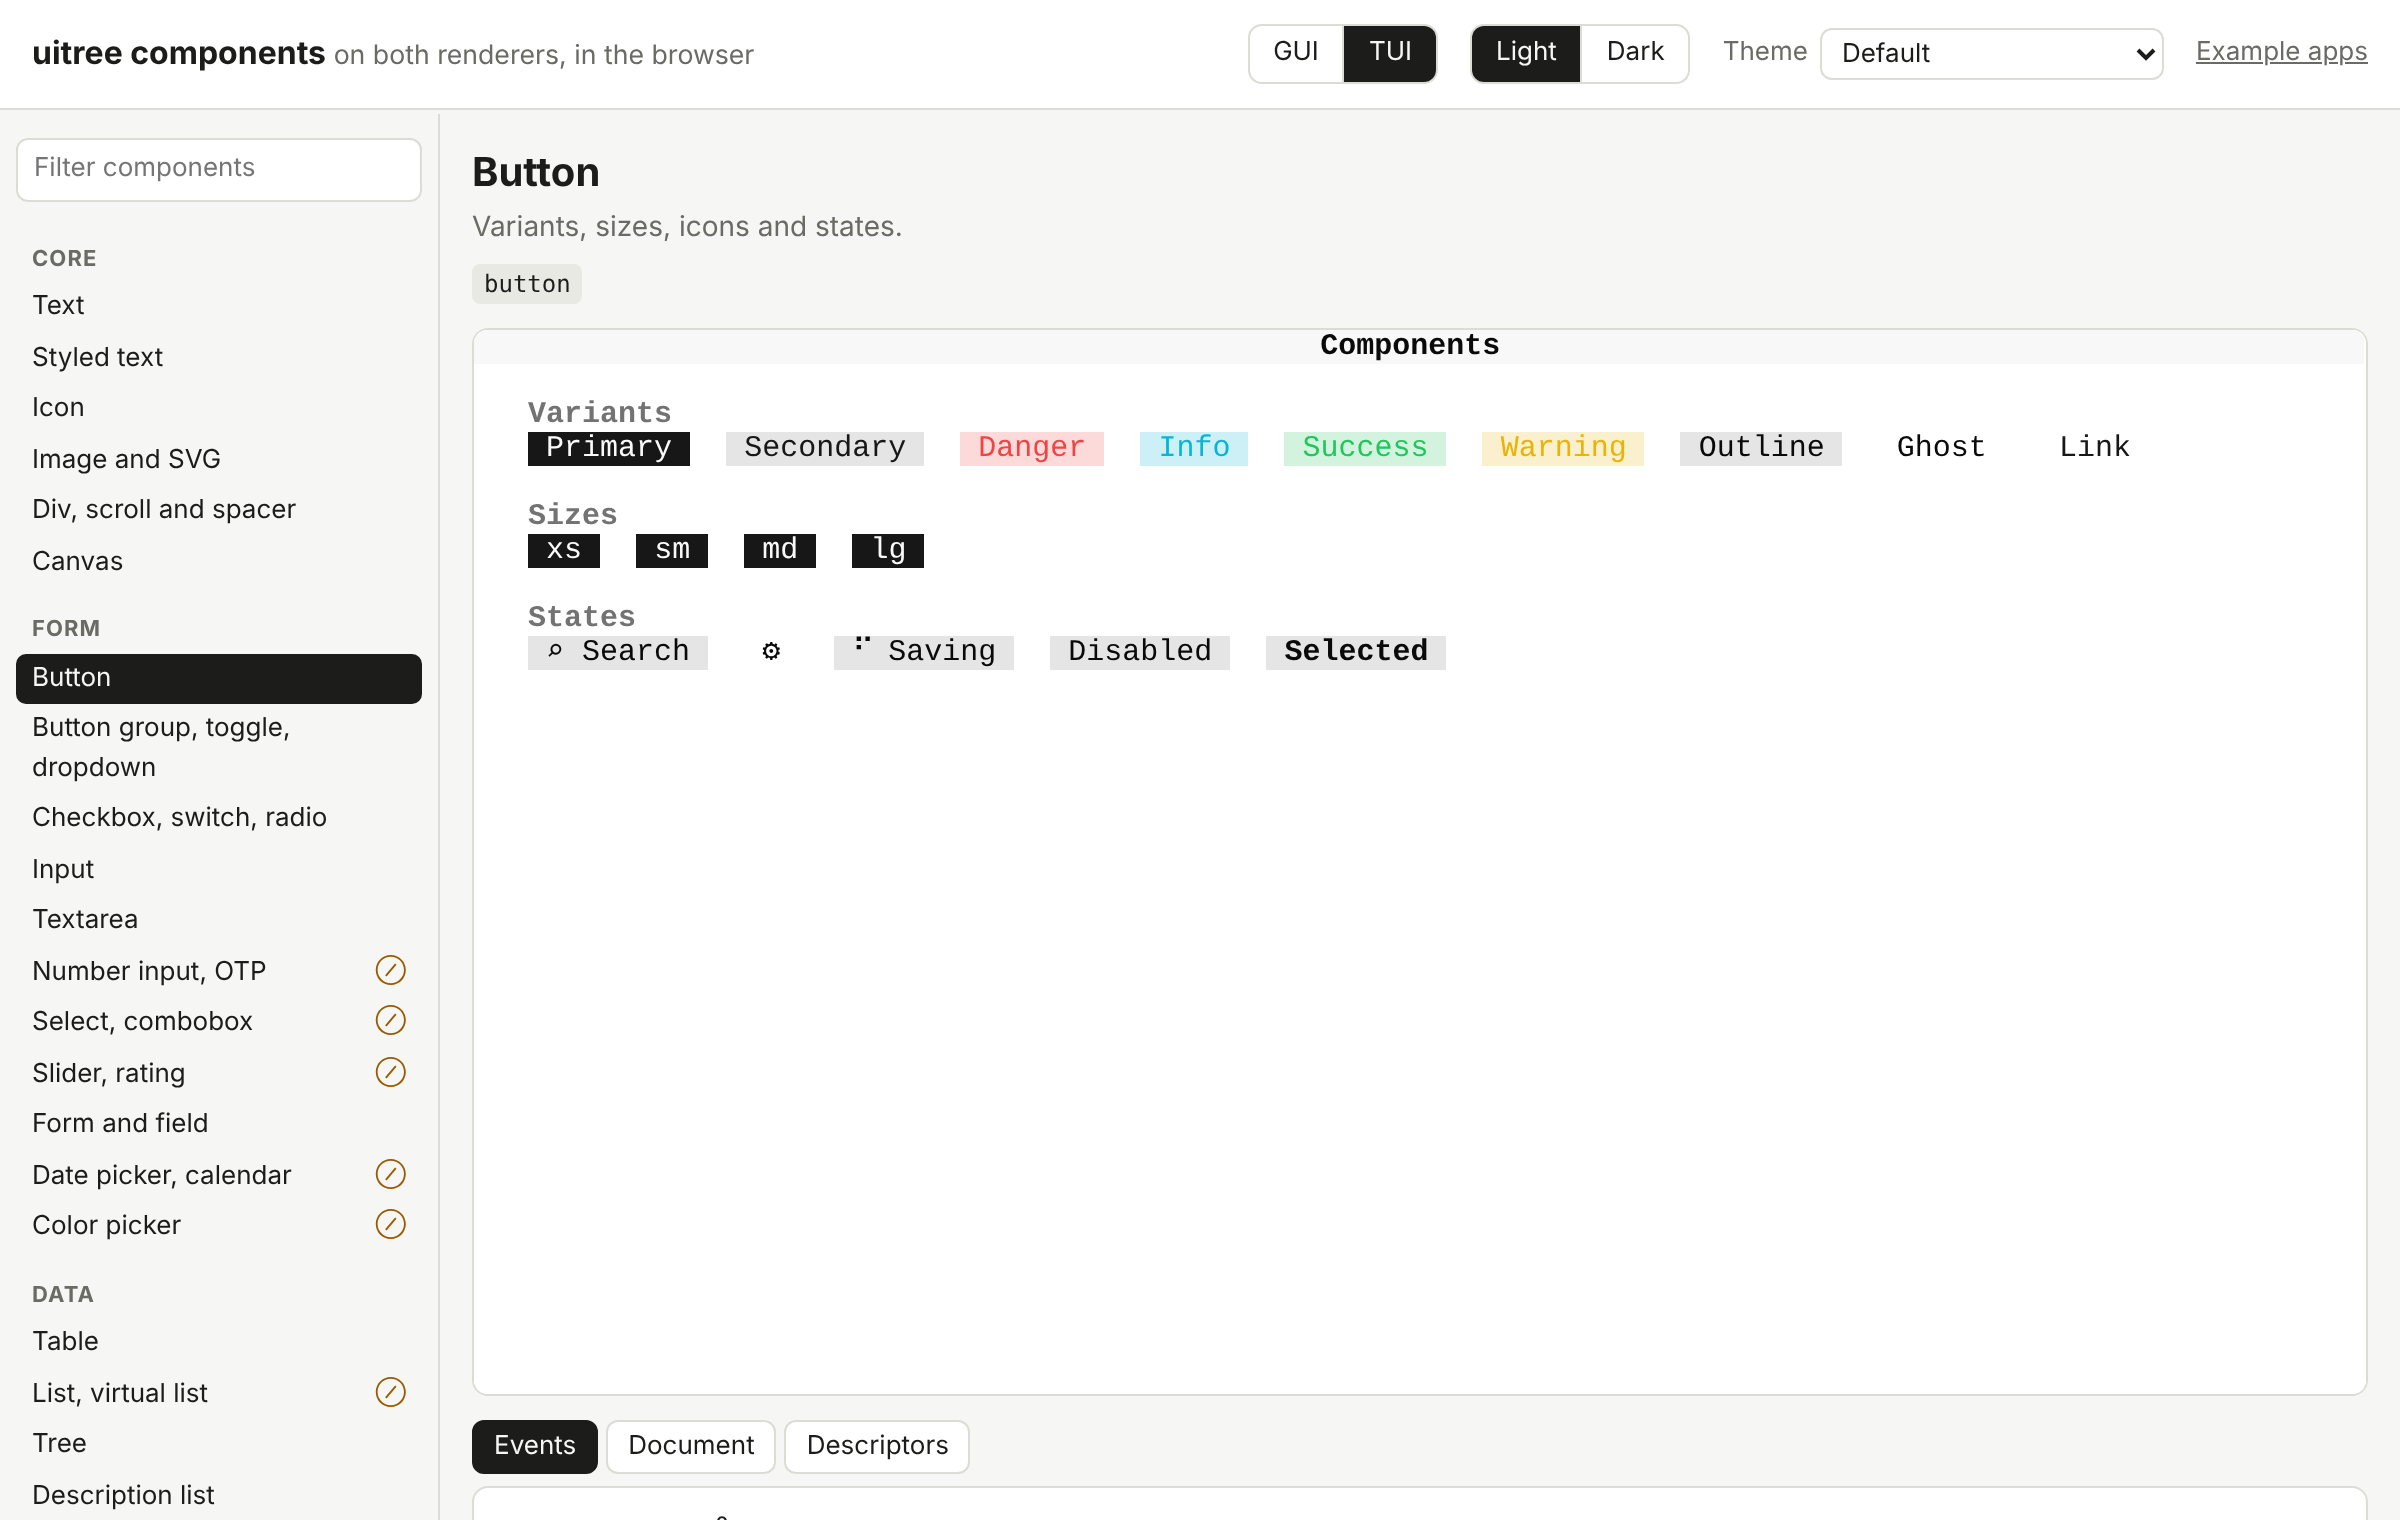 uitree components on both renderers, in the browser
GUI TUI Light Dark Theme Default Example apps
Filter components
CORE
Text
Styled text
Icon
Image and SVG
Div, scroll and spacer
Canvas
FORM
Button
Button group, toggle,
dropdown
Checkbox, switch, radio
Input
Textarea
Number input, OTP
Select, combobox
Slider, rating
Form and field
Date picker, calendar
Color picker
DATA
Table
List, virtual list
Tree
Description list
Button
Variants, sizes, icons and states.
button
Components
Variants
Primary Secondary Danger Info Success Warning Outline Ghost Link
Sizes
xs sm md lg
States
⌕ Search ⚙ ⠋ Saving Disabled Selected
Events Document Descriptors